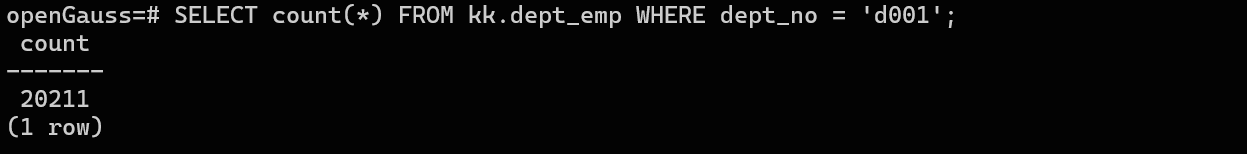 openGauss=# SELECT count(*) FROM kk.dept_emp WHERE dept_no = 'd001';
 count
-------
 20211
(1 row)